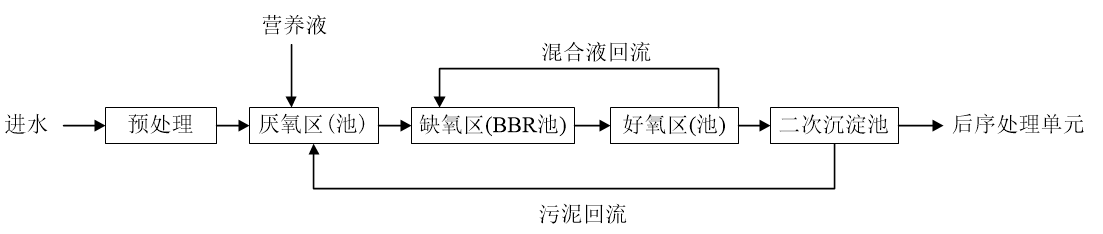 营养液
混合液回流
进水
预处理
厌氧区(池)
缺氧区(BBR池)
好氧区(池)
二次沉淀池
后序处理单元
污泥回流